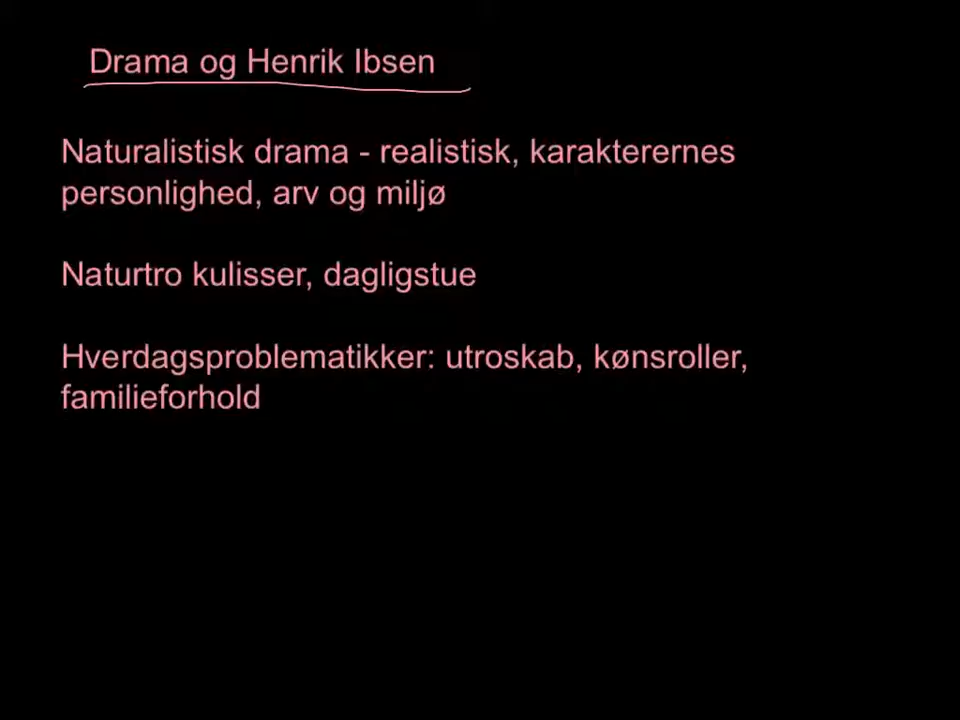 Drama og Henrik Ibsen
Naturalistisk drama - realistisk, karakterernes
personlighed, arv og miljø
Naturtro kulisser, dagligstue
Hverdagsproblematikker: utroskab, kønsroller,
familieforhold